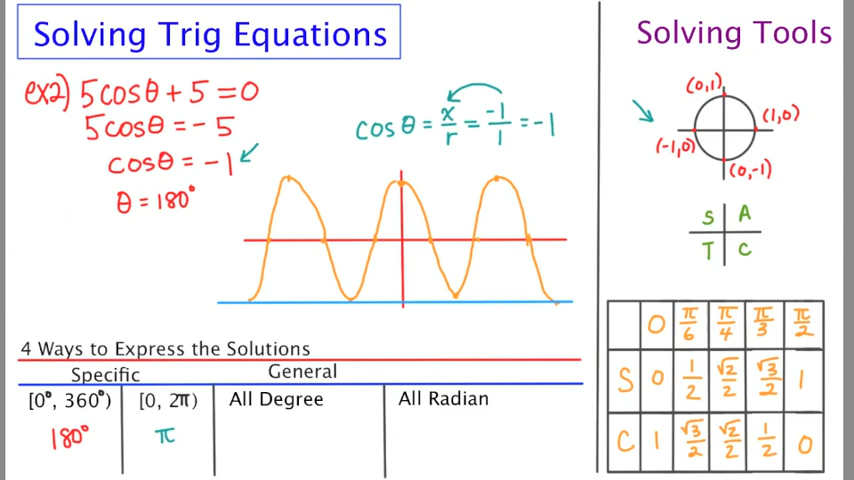 Solving Trig Equations
Solving Tools
ex2) 5cosθ + 5 = 0
5cosθ = - 5
cosθ = -1
θ = 180°
cosθ = x/r = -1/1 = -1
(0,1)
(1,0)
(-1,0)
(0,-1)
S A
T C
0 π/6 π/4 π/3 π/2
S 0 1/2 √2/2 √3/2 1
C 1 √3/2 √2/2 1/2 0
4 Ways to Express the Solutions
Specific General
[0°, 360°) [0, 2π) All Degree All Radian
180° π